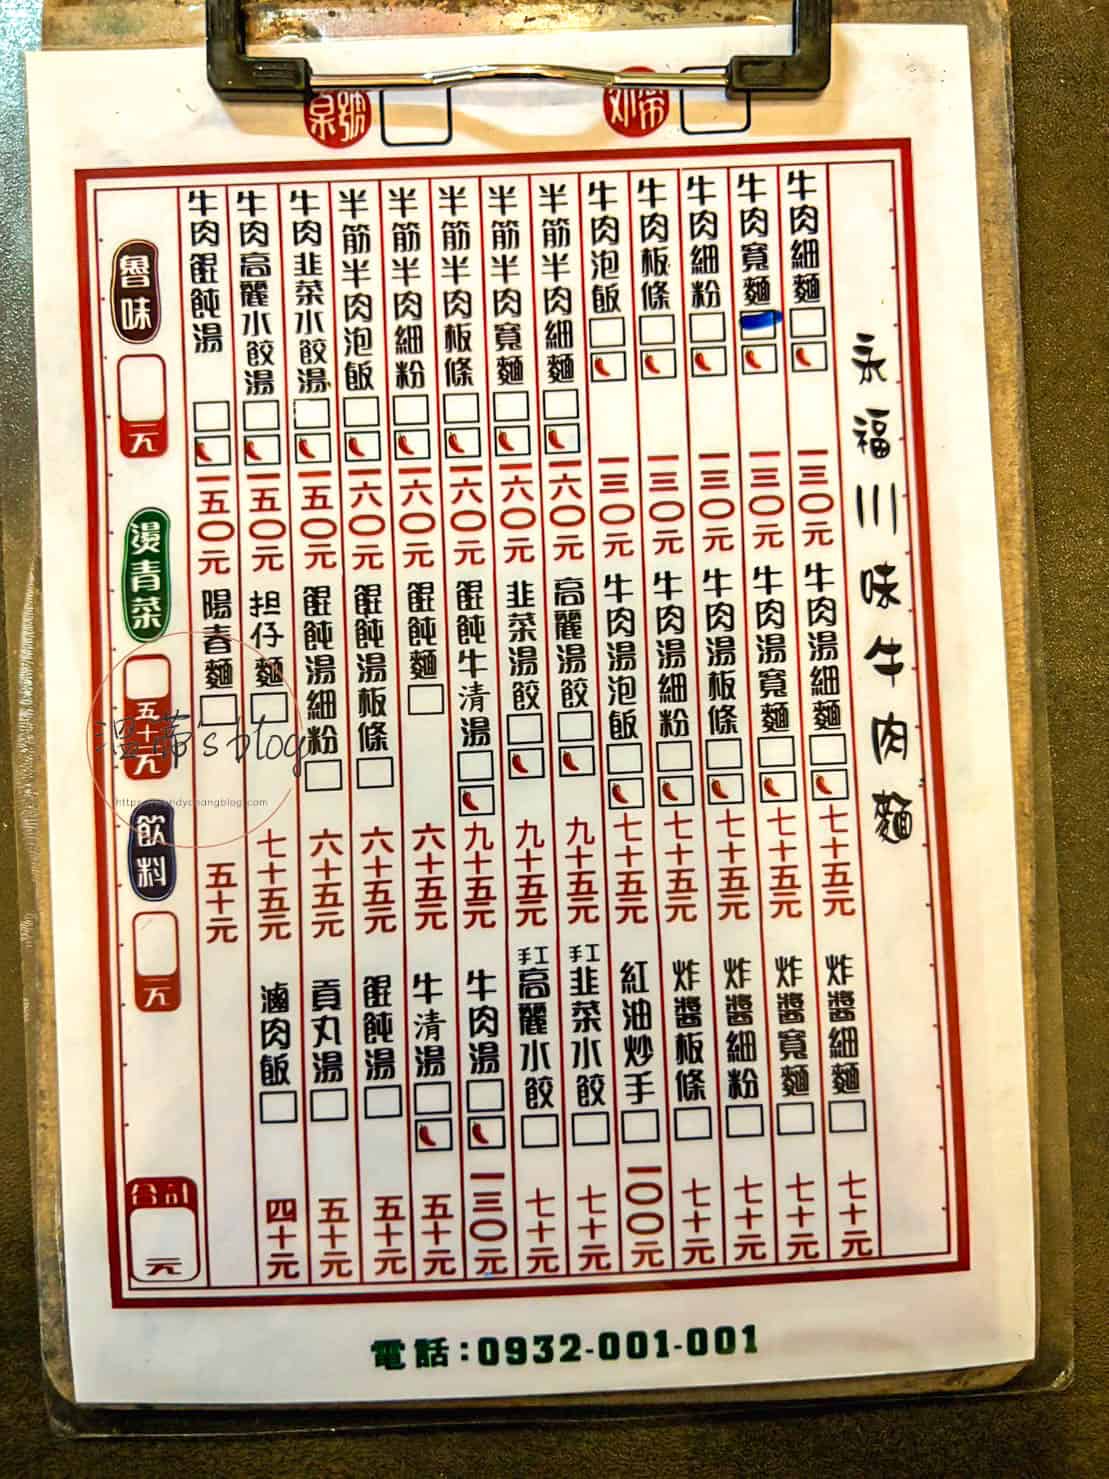 桌號
外帶
永福川味牛肉麵
牛肉細麵 一三〇元
牛肉湯細麵 七十五元
炸醬細麵 七十元
牛肉寬麵 一三〇元
牛肉湯寬麵 七十五元
炸醬寬麵 七十元
牛肉細粉 一三〇元
牛肉湯板條 七十五元
炸醬細粉 七十元
牛肉板條 一三〇元
牛肉湯細粉 七十五元
炸醬板條 七十元
牛肉泡飯 一三〇元
牛肉湯泡飯 七十五元
紅油炒手 一〇〇元
半筋半肉細麵 一六〇元
高麗湯餃 九十五元
手工韭菜水餃 七十元
半筋半肉寬麵 一六〇元
韭菜湯餃 九十五元
手工高麗水餃 七十元
半筋半肉板條 一六〇元
餛飩牛清湯 九十五元
牛肉湯 一三〇元
半筋半肉細粉 一六〇元
餛飩麵 六十五元
牛清湯 五十元
半筋半肉泡飯 一六〇元
餛飩湯板條 六十五元
餛飩湯 五十元
牛肉韭菜水餃湯 一五〇元
餛飩湯細粉 六十五元
貢丸湯 五十元
牛肉高麗水餃湯 一五〇元
担仔麵 七十五元
滷肉飯 四十元
牛肉餛飩湯 一五〇元
陽春麵 五十元
魯味 元
燙青菜 五十元
飲料 元
合計 元
電話：0932-001-001
溫蒂's blog